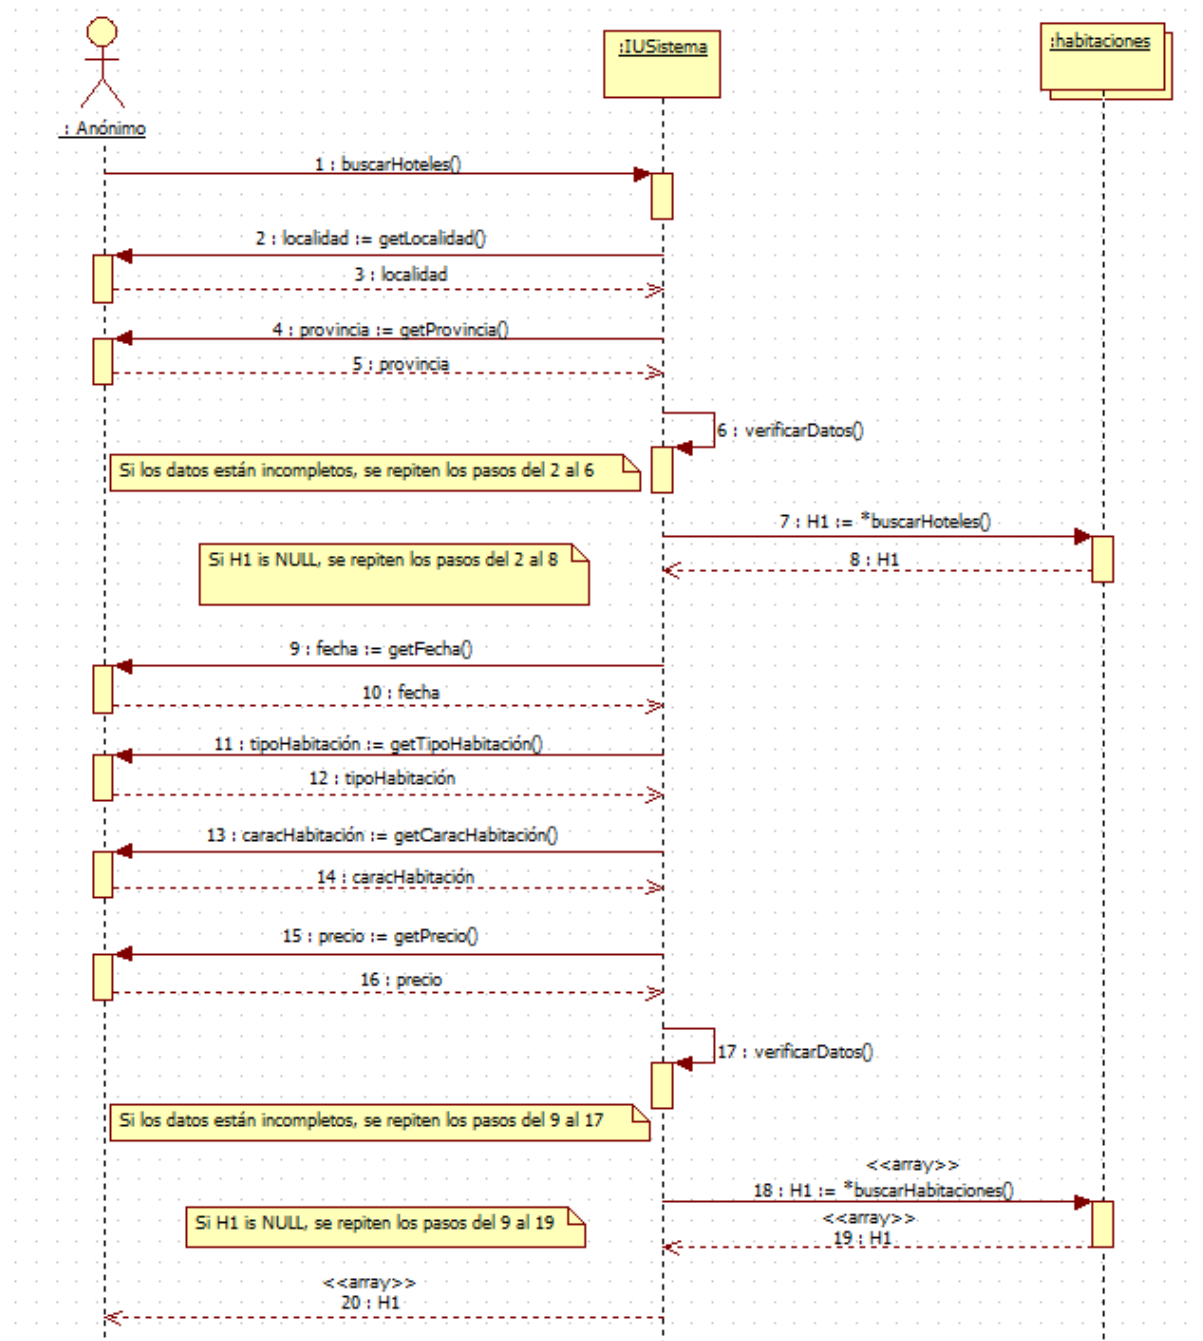 :IUSistema
:habitaciones
: Anónimo
1 : buscarHoteles()
2 : localidad := getLocalidad()
3 : localidad
4 : provincia := getProvincia()
5 : provincia
6 : verificarDatos()
Si los datos están incompletos, se repiten los pasos del 2 al 6
7 : H1 := *buscarHoteles()
Si H1 is NULL, se repiten los pasos del 2 al 8
8 : H1
9 : fecha := getFecha()
10 : fecha
11 : tipoHabitación := getTipoHabitación()
12 : tipoHabitación
13 : caracHabitación := getCaracHabitación()
14 : caracHabitación
15 : precio := getPrecio()
16 : precio
17 : verificarDatos()
Si los datos están incompletos, se repiten los pasos del 9 al 17
<<array>>
18 : H1 := *buscarHabitaciones()
<<array>>
Si H1 is NULL, se repiten los pasos del 9 al 19
19 : H1
<<array>>
20 : H1